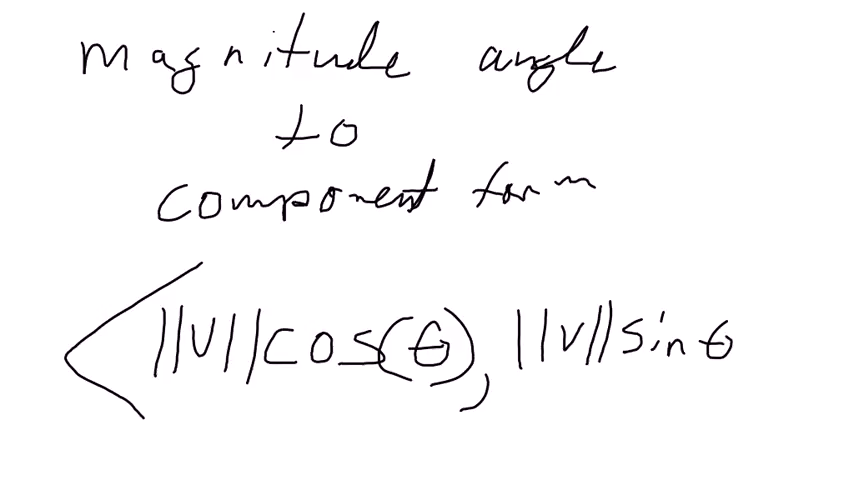 magnitude angle
to
component form
<||v||cos(θ), ||v||sinθ